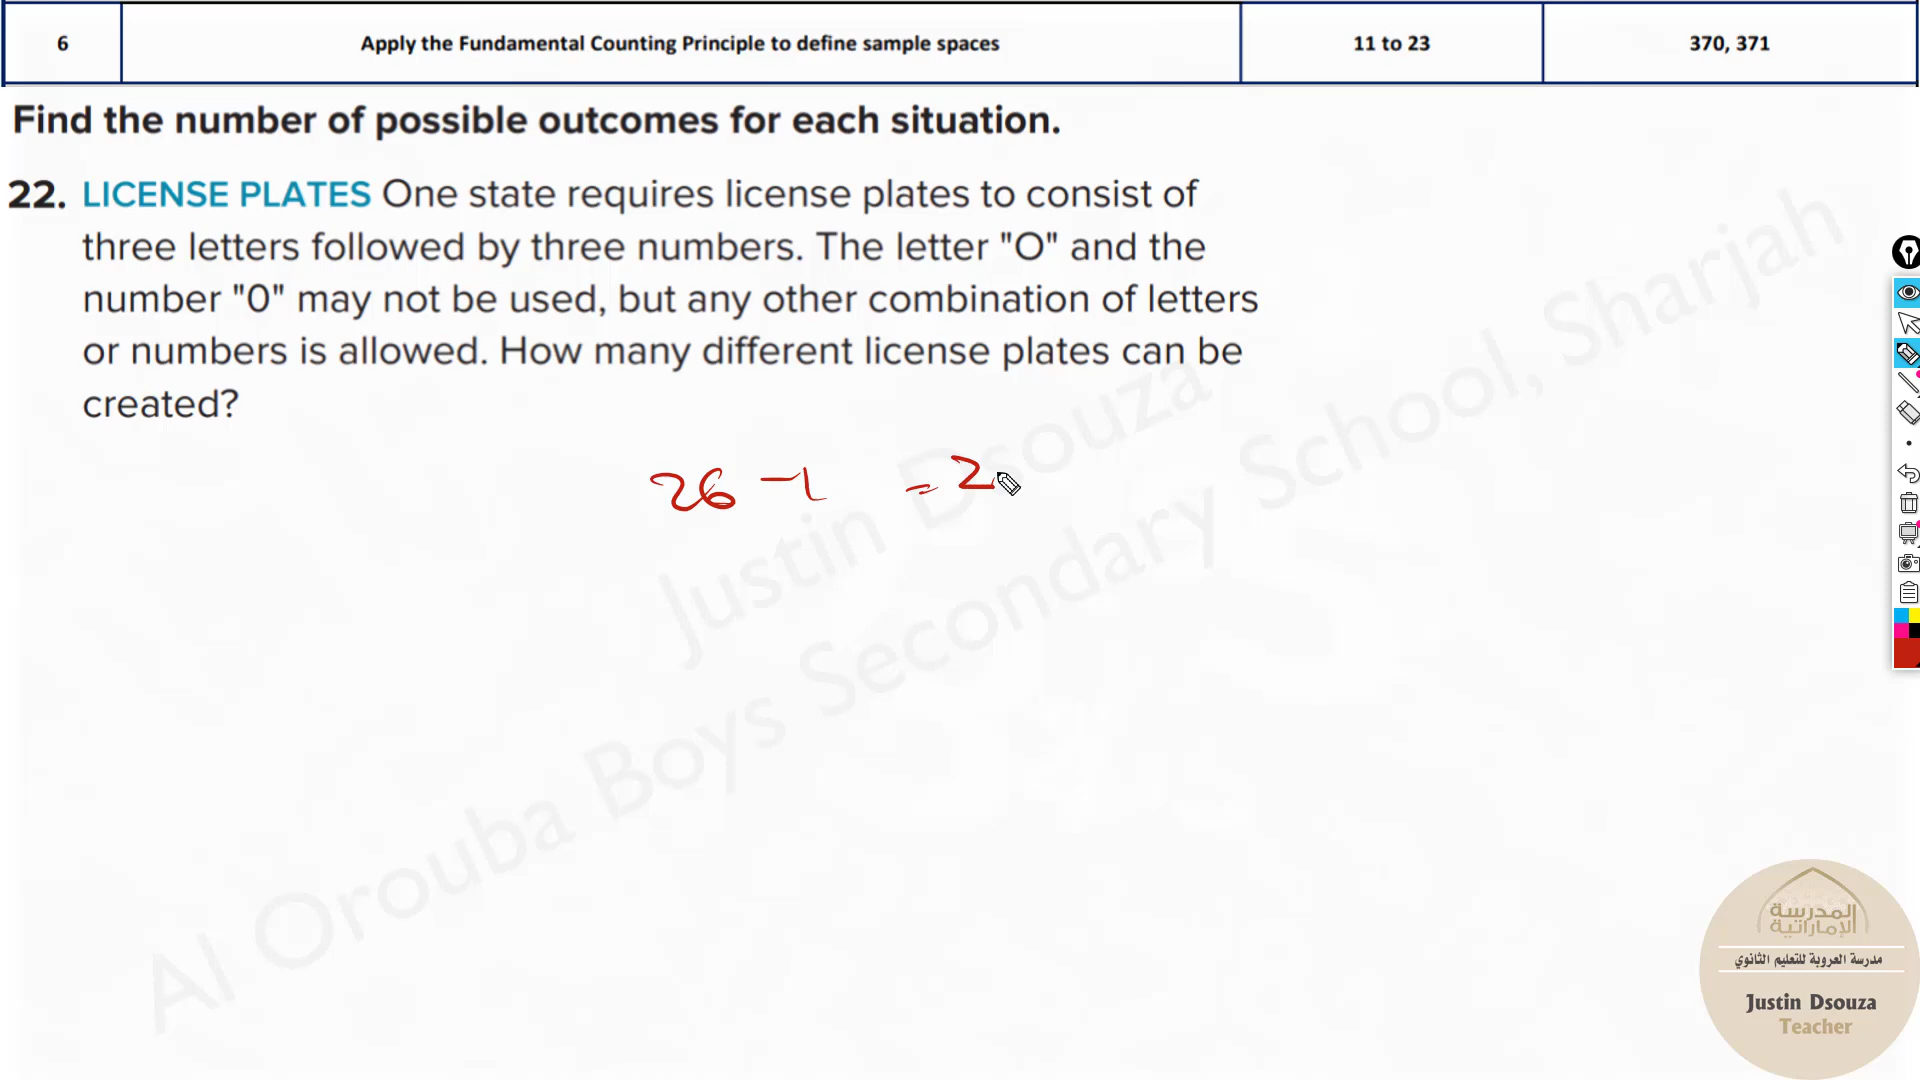 6 Apply the Fundamental Counting Principle to define sample spaces 11 to 23 370, 371
Find the number of possible outcomes for each situation.
22. LICENSE PLATES One state requires license plates to consist of
three letters followed by three numbers. The letter "O" and the
number "0" may not be used, but any other combination of letters
or numbers is allowed. How many different license plates can be
created?
26 - 1 = 2
Justin Dsouza
Al Orouba Boys Secondary School, Sharjah
المدرسة
الإماراتية
مدرسة العروبة للتعليم الثانوي
Justin Dsouza
Teacher